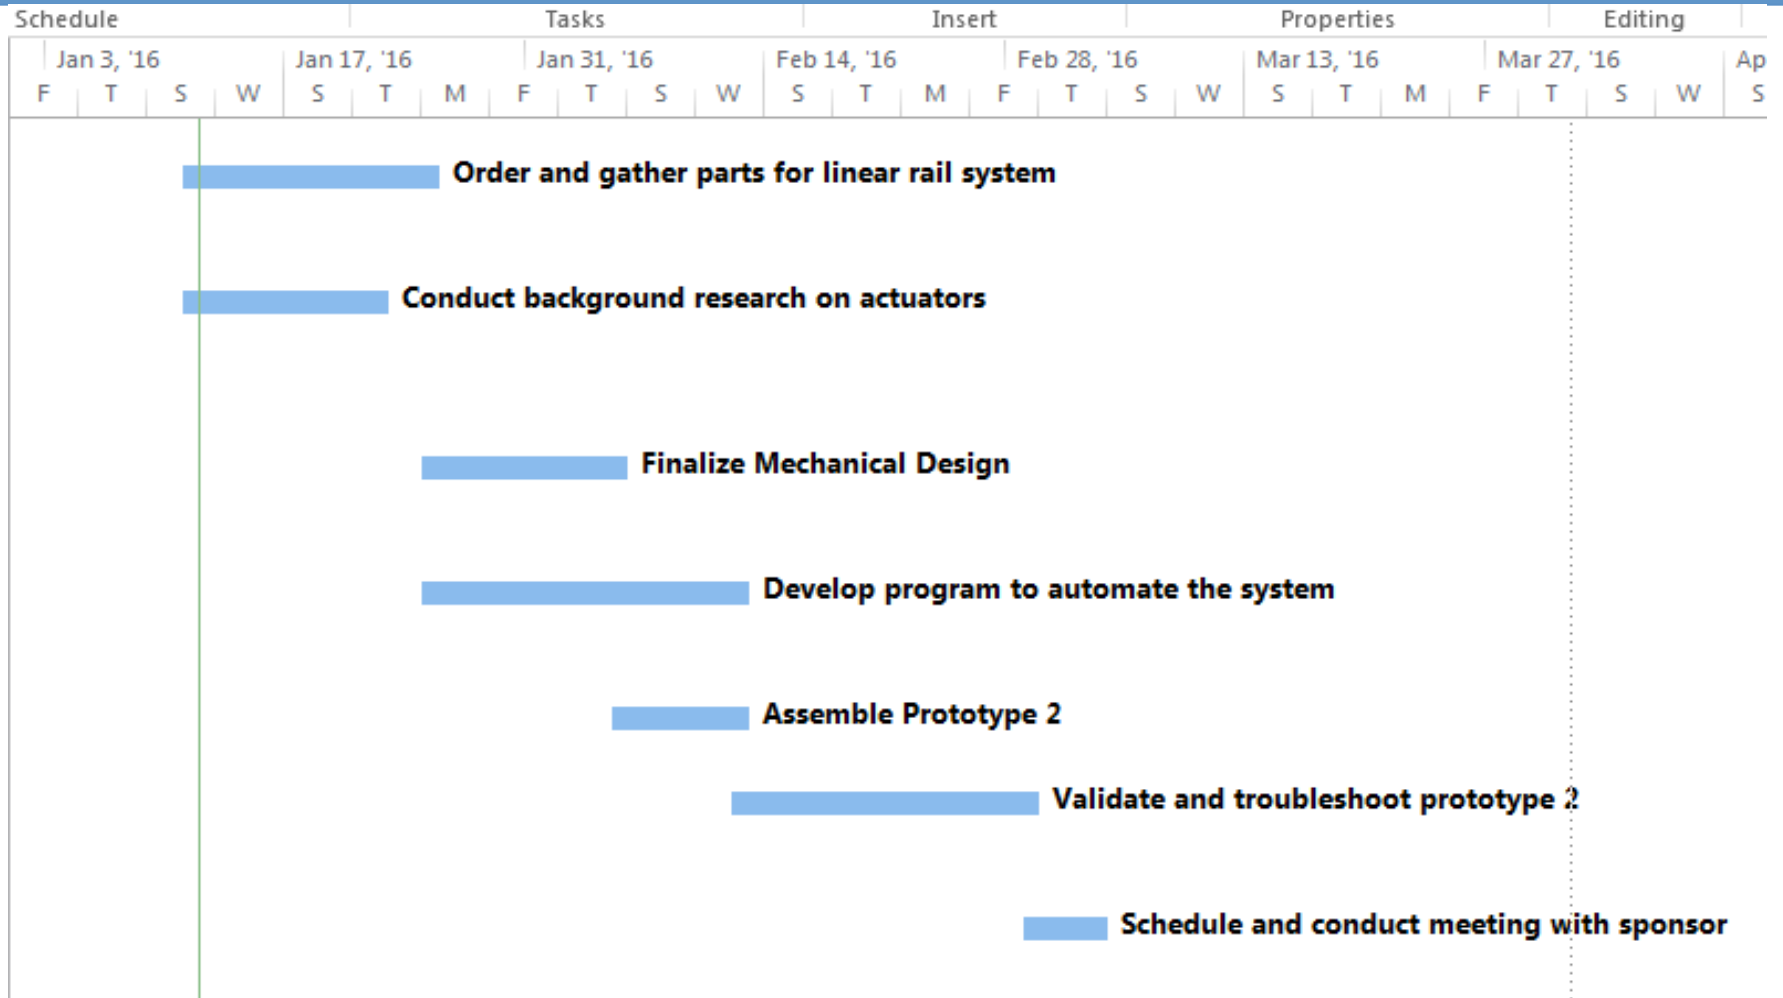 Schedule Tasks Insert Properties Editing
Jan 3, '16 Jan 17, '16 Jan 31, '16 Feb 14, '16 Feb 28, '16 Mar 13, '16 Mar 27, '16 Ap
F T S W S T M F T S W S T M F T S W S T M F T S W S
Order and gather parts for linear rail system
Conduct background research on actuators
Finalize Mechanical Design
Develop program to automate the system
Assemble Prototype 2
Validate and troubleshoot prototype 2
Schedule and conduct meeting with sponsor